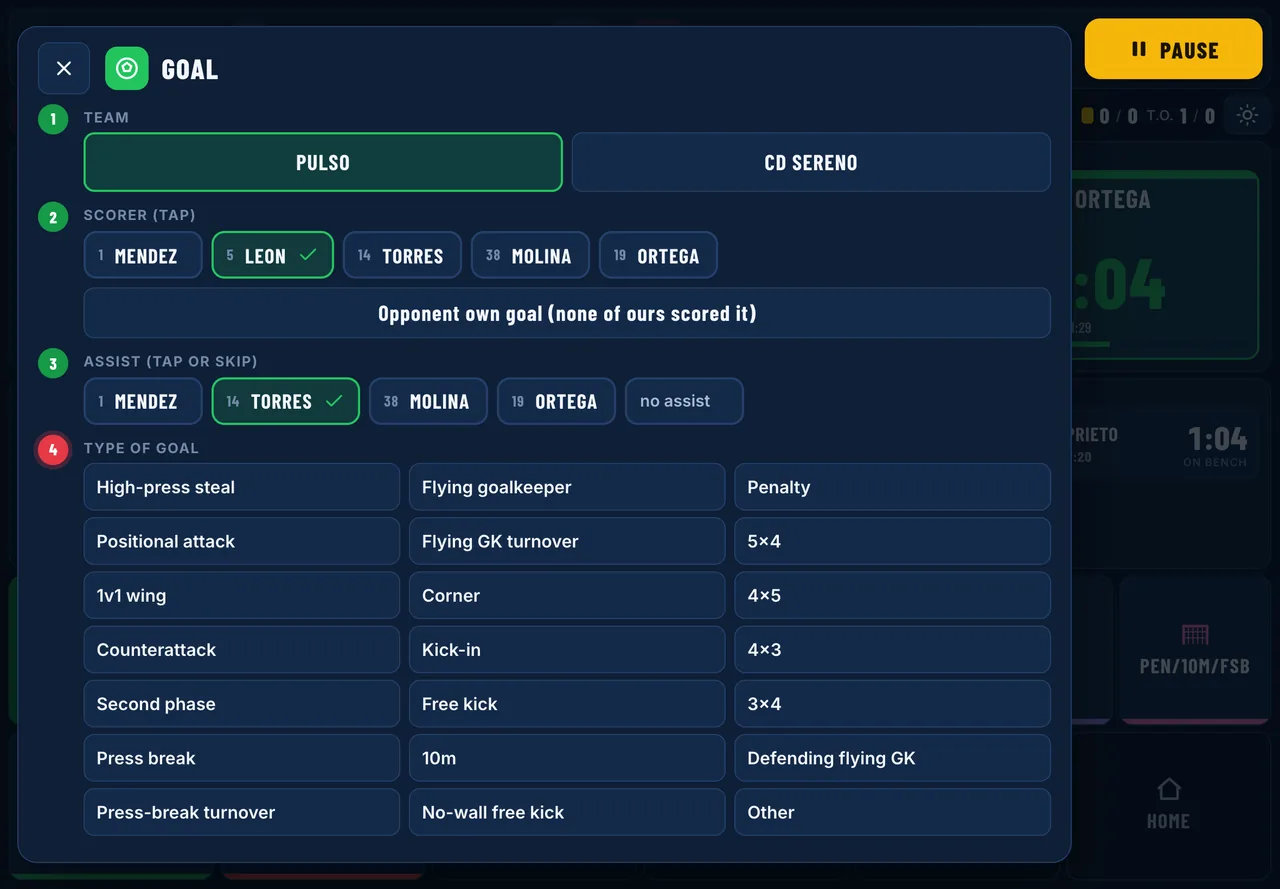 GOAL
PAUSE
1 TEAM
0 / 0 T.O. 1 / 0
PULSO
CD SERENO
2 SCORER (TAP)
ORTEGA
1 MENDEZ
5 LEON
14 TORRES
38 MOLINA
19 ORTEGA
:04
Opponent own goal (none of ours scored it)
:29
3 ASSIST (TAP OR SKIP)
1 MENDEZ
14 TORRES
38 MOLINA
19 ORTEGA
no assist
PRIETO
:20
1:04
ON BENCH
4 TYPE OF GOAL
High-press steal
Flying goalkeeper
Penalty
Positional attack
Flying GK turnover
5×4
1v1 wing
Corner
4×5
Counterattack
Kick-in
4×3
Second phase
Free kick
3×4
Press break
10m
Defending flying GK
Press-break turnover
No-wall free kick
Other
PEN/10M/FSB
HOME